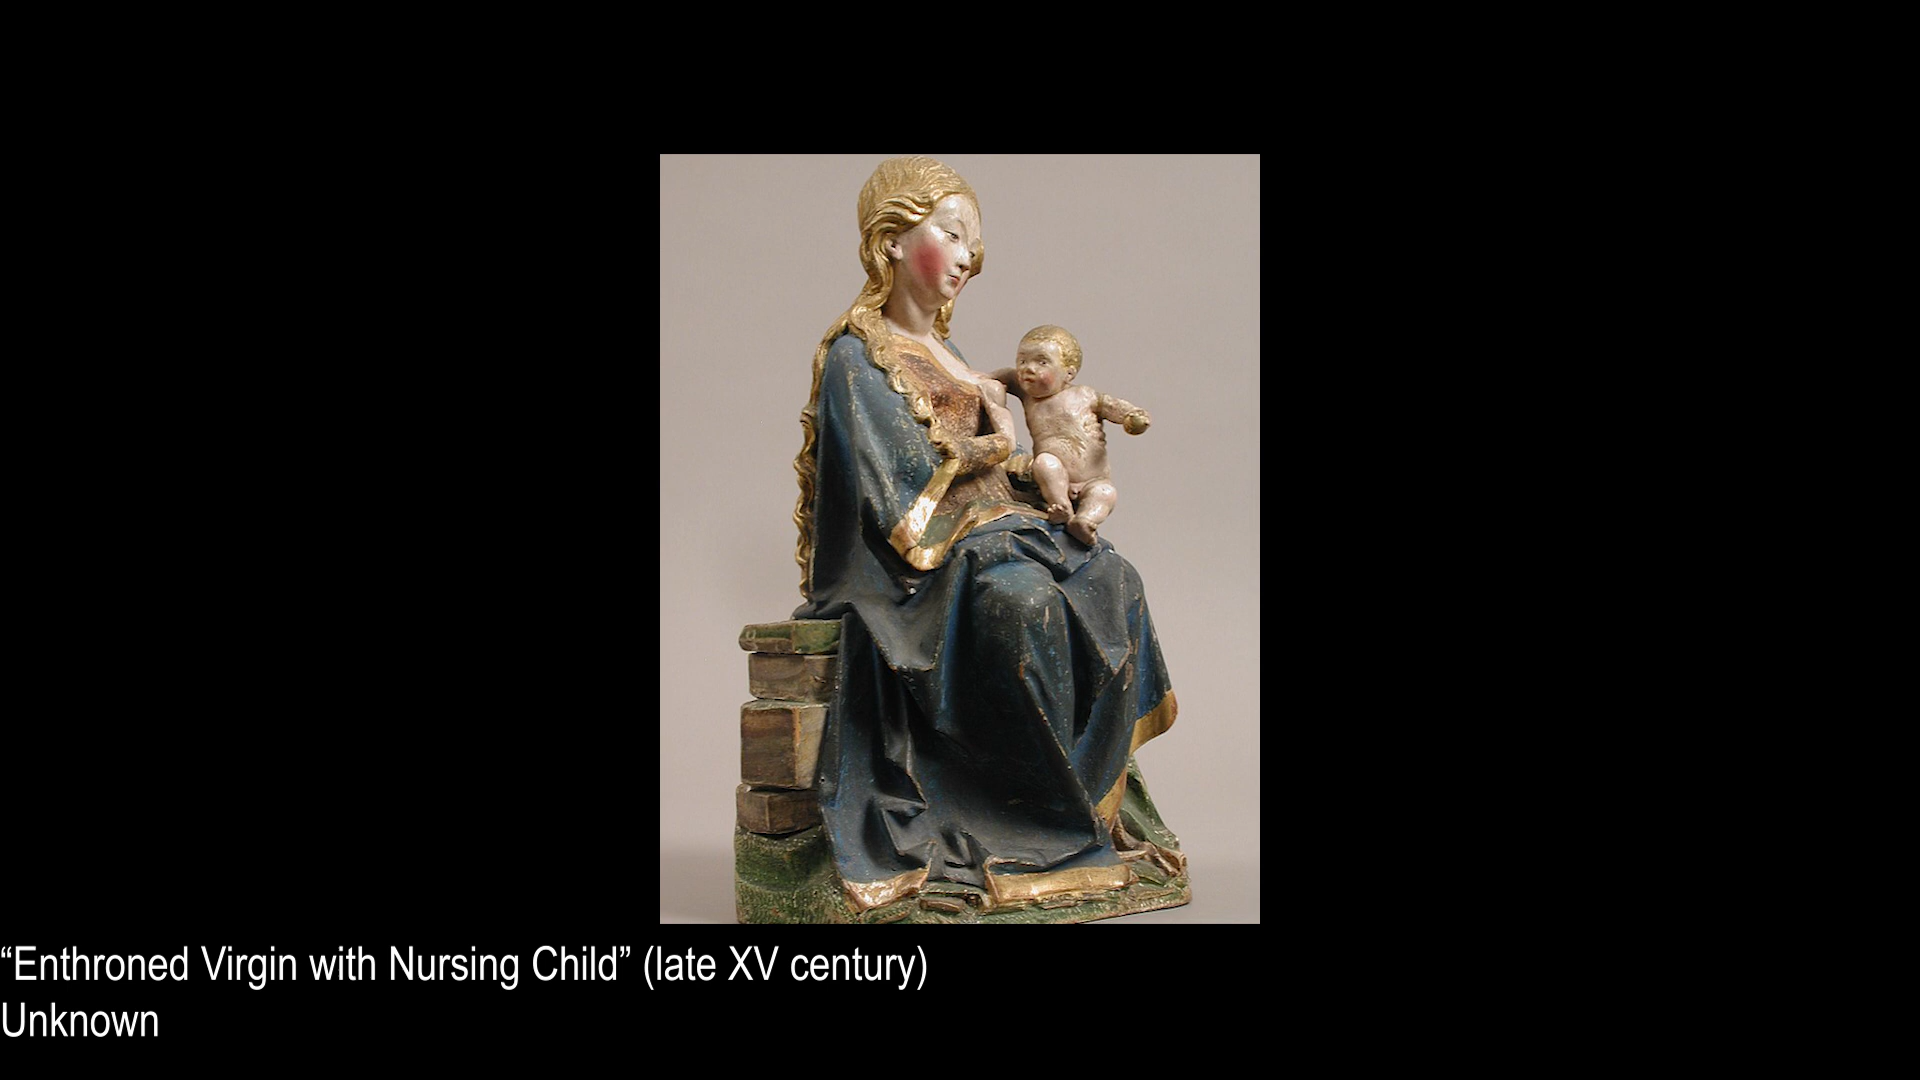 “Enthroned Virgin with Nursing Child” (late XV century)
Unknown